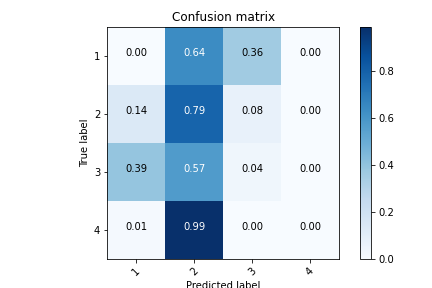 Confusion matrix
1 0.00 0.64 0.36 0.00
2 0.14 0.79 0.08 0.00
3 0.39 0.57 0.04 0.00
4 0.01 0.99 0.00 0.00
True label
1 2 3 4
Predicted label
0.8
0.6
0.4
0.2
0.0